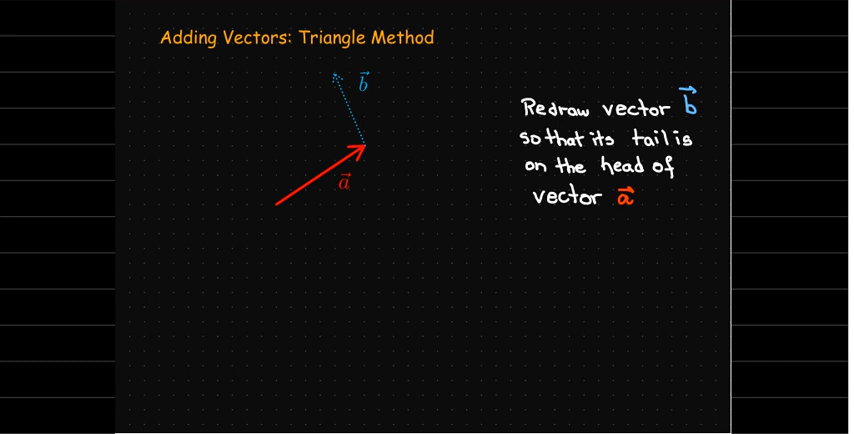 Adding Vectors: Triangle Method
b⃗
a⃗
Redraw vector b⃗
so that its tail is
on the head of
vector a⃗